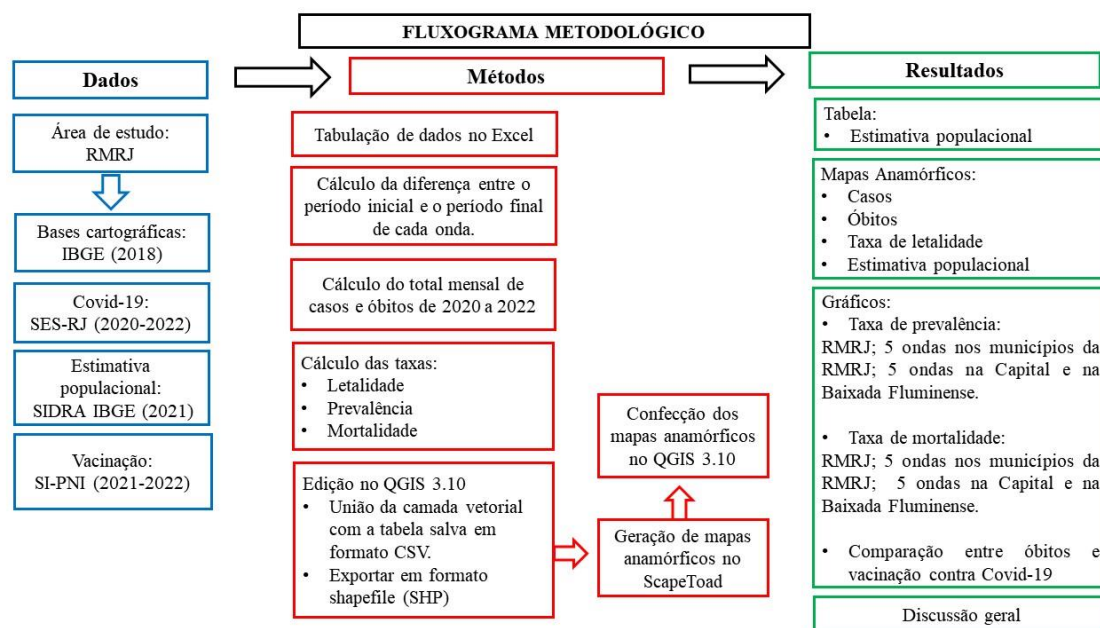 FLUXOGRAMA METODOLÓGICO
Dados
Área de estudo:
RMRJ
Bases cartográficas:
IBGE (2018)
Covid-19:
SES-RJ (2020-2022)
Estimativa
populacional:
SIDRA IBGE (2021)
Vacinação:
SI-PNI (2021-2022)
Métodos
Tabulação de dados no Excel
Cálculo da diferença entre o
período inicial e o período final
de cada onda.
Cálculo do total mensal de
casos e óbitos de 2020 a 2022
Cálculo das taxas:
• Letalidade
• Prevalência
• Mortalidade
Edição no QGIS 3.10
• União da camada vetorial
com a tabela salva em
formato CSV.
• Exportar em formato
shapefile (SHP)
Geração de mapas
anamórficos no
ScapeToad
Confecção dos
mapas anamórficos
no QGIS 3.10
Resultados
Tabela:
• Estimativa populacional
Mapas Anamórficos:
• Casos
• Óbitos
• Taxa de letalidade
• Estimativa populacional
Gráficos:
• Taxa de prevalência:
RMRJ; 5 ondas nos municípios da
RMRJ; 5 ondas na Capital e na
Baixada Fluminense.
• Taxa de mortalidade:
RMRJ; 5 ondas nos municípios da
RMRJ; 5 ondas na Capital e na
Baixada Fluminense.
• Comparação entre óbitos e
vacinação contra Covid-19
Discussão geral